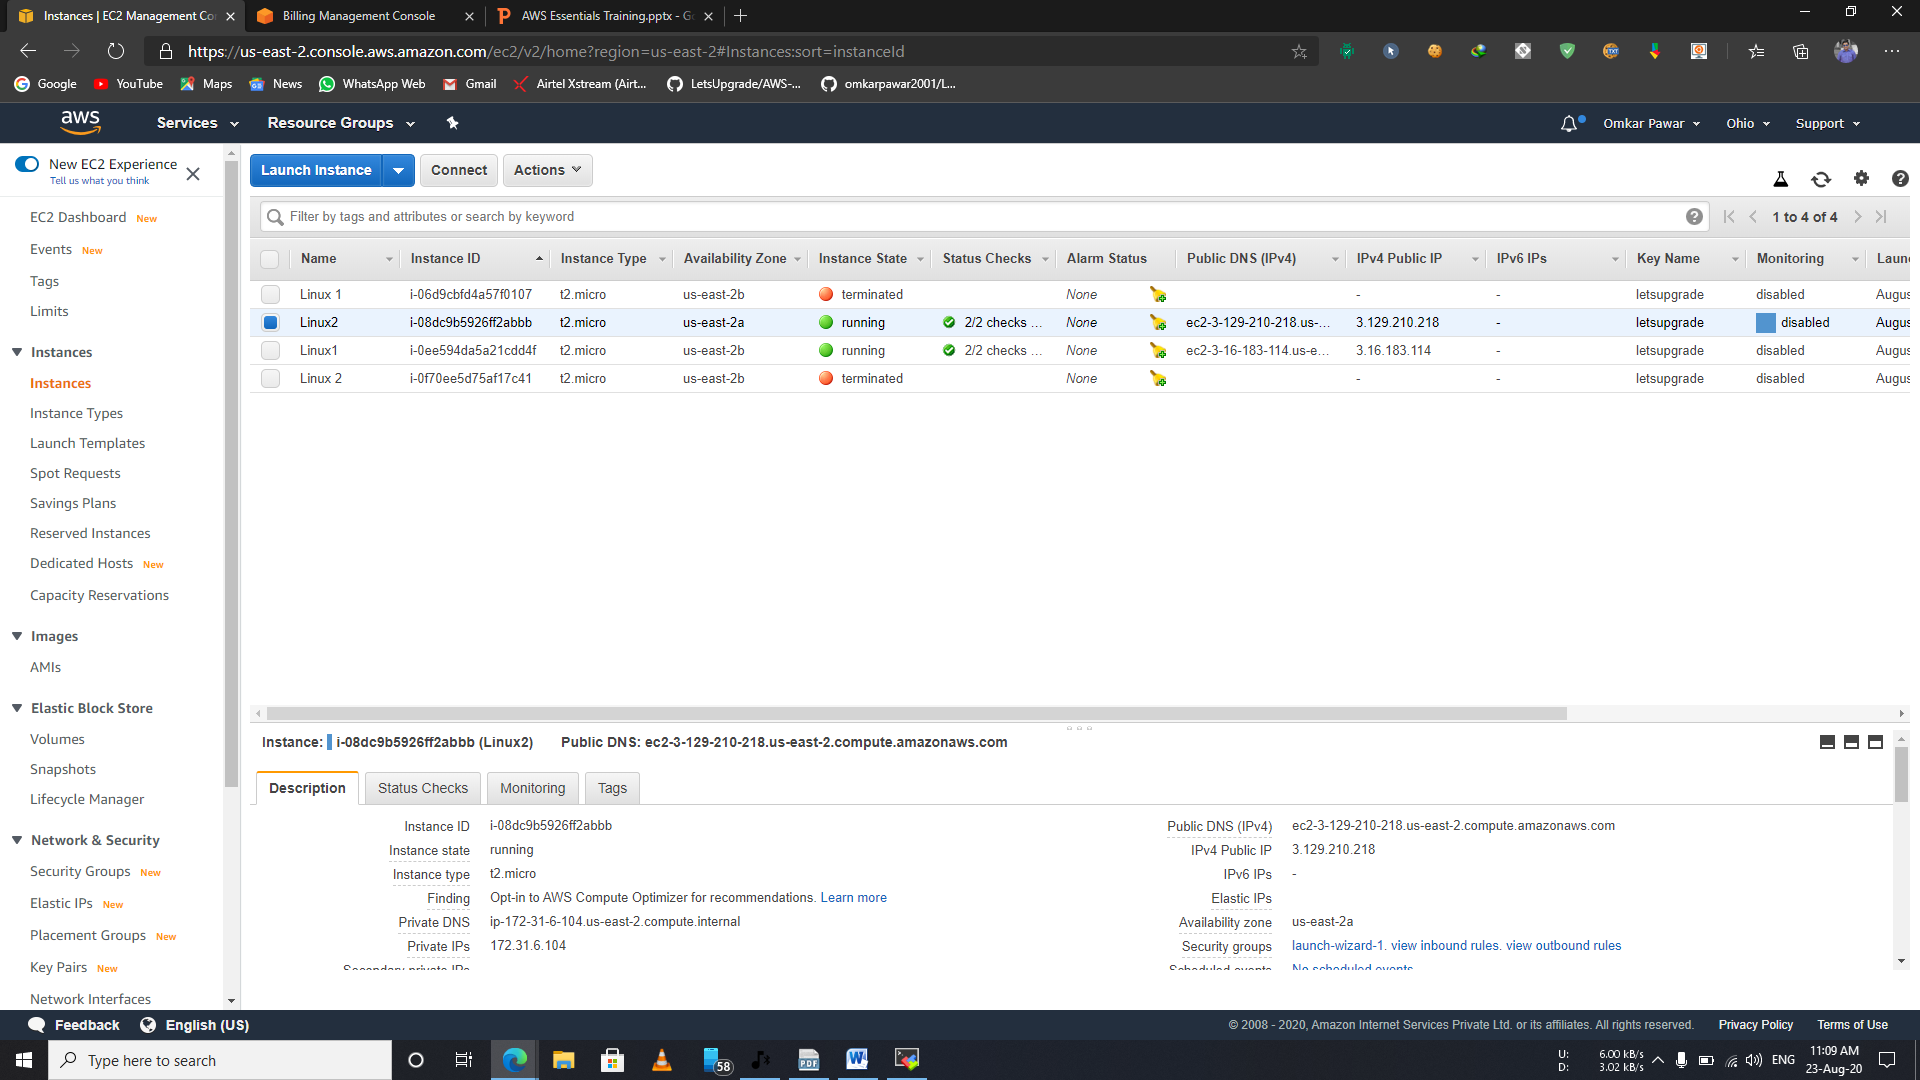 Instances | EC2 Management Co
Billing Management Console
AWS Essentials Training.pptx - G
https://us-east-2.console.aws.amazon.com/ec2/v2/home?region=us-east-2#Instances:sort=instanceId
Google YouTube Maps News WhatsApp Web Gmail Airtel Xstream (Airt... LetsUpgrade/AWS-... omkarpawar2001/L...
aws Services Resource Groups Omkar Pawar Ohio Support
New EC2 Experience
Tell us what you think
EC2 Dashboard New
Events New
Tags
Limits
Instances
Instances
Instance Types
Launch Templates
Spot Requests
Savings Plans
Reserved Instances
Dedicated Hosts New
Capacity Reservations
Images
AMIs
Elastic Block Store
Volumes
Snapshots
Lifecycle Manager
Network & Security
Security Groups New
Elastic IPs New
Placement Groups New
Key Pairs New
Network Interfaces
Launch Instance Connect Actions
Filter by tags and attributes or search by keyword
1 to 4 of 4
Name Instance ID Instance Type Availability Zone Instance State Status Checks Alarm Status Public DNS (IPv4) IPv4 Public IP IPv6 IPs Key Name Monitoring Laun
Linux 1 i-06d9cbfd4a57f0107 t2.micro us-east-2b terminated None - - letsupgrade disabled Augus
Linux2 i-08dc9b5926ff2abbb t2.micro us-east-2a running 2/2 checks ... None ec2-3-129-210-218.us-... 3.129.210.218 - letsupgrade disabled Augus
Linux1 i-0ee594da5a21cdd4f t2.micro us-east-2b running 2/2 checks ... None ec2-3-16-183-114.us-e... 3.16.183.114 - letsupgrade disabled Augus
Linux 2 i-0f70ee5d75af17c41 t2.micro us-east-2b terminated None - - letsupgrade disabled Augus
Instance: i-08dc9b5926ff2abbb (Linux2) Public DNS: ec2-3-129-210-218.us-east-2.compute.amazonaws.com
Description Status Checks Monitoring Tags
Instance ID i-08dc9b5926ff2abbb
Instance state running
Instance type t2.micro
Finding Opt-in to AWS Compute Optimizer for recommendations. Learn more
Private DNS ip-172-31-6-104.us-east-2.compute.internal
Private IPs 172.31.6.104
Secondary private IPs
Public DNS (IPv4) ec2-3-129-210-218.us-east-2.compute.amazonaws.com
IPv4 Public IP 3.129.210.218
IPv6 IPs -
Elastic IPs
Availability zone us-east-2a
Security groups launch-wizard-1. view inbound rules. view outbound rules
Scheduled events No scheduled events
Feedback English (US)
© 2008 - 2020, Amazon Internet Services Private Ltd. or its affiliates. All rights reserved. Privacy Policy Terms of Use
Type here to search
58
PDF
U: 6.00 kB/s
D: 3.02 kB/s
ENG
11:09 AM
23-Aug-20